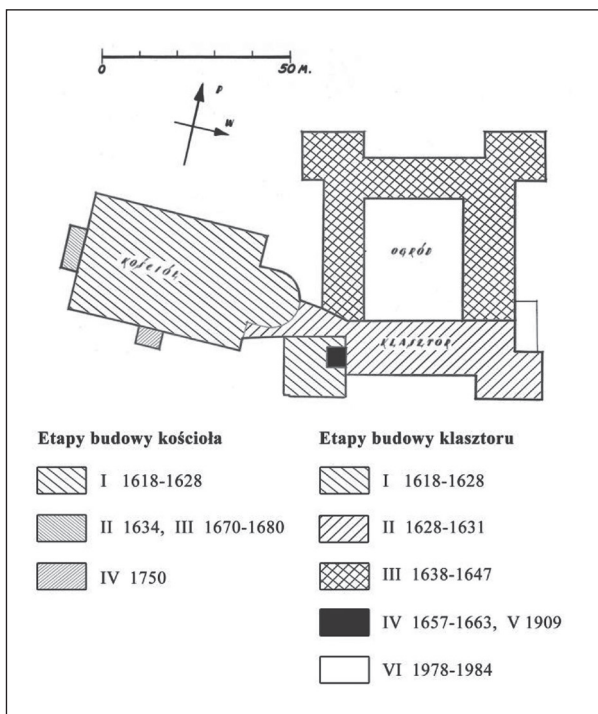 0 50 M.
P
W
KOŚCIÓŁ
OGRÓD
KLASZTOR
Etapy budowy kościoła
I 1618-1628
II 1634, III 1670-1680
IV 1750
Etapy budowy klasztoru
I 1618-1628
II 1628-1631
III 1638-1647
IV 1657-1663, V 1909
VI 1978-1984